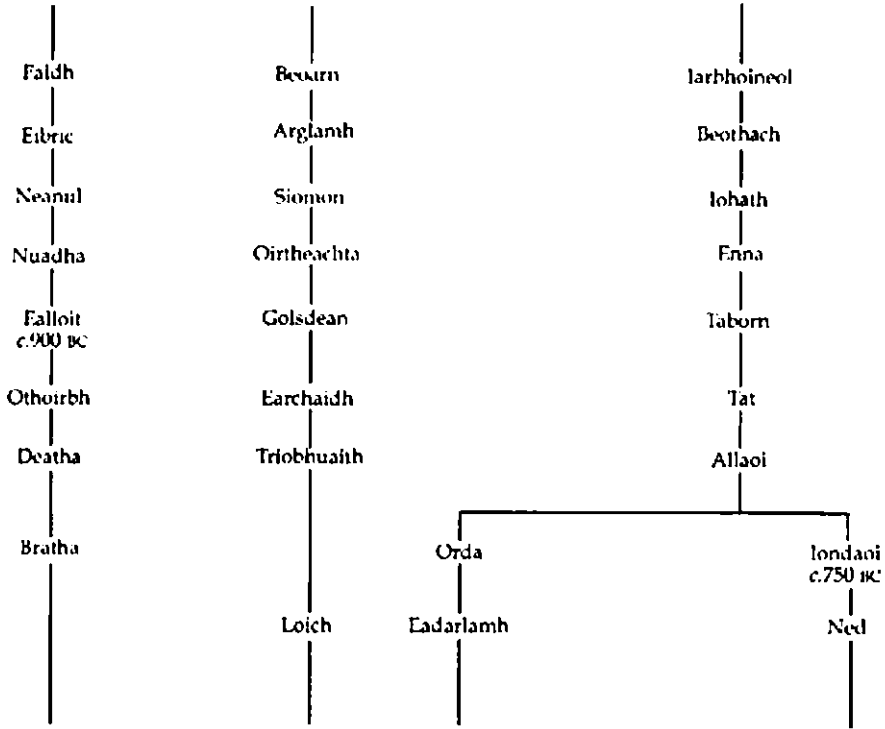 Faldh
Beoarn
Iarbhoineol
Eibric
Arglamh
Beothach
Neanul
Siomon
Iobath
Nuadha
Oirtheachta
Enna
Ealloit
Golsdean
Taborn
c.900 BC
Othoirbh
Earchaidh
Tat
Deatha
Triobhuaith
Allaoi
Bratha
Orda
Iondaoi
c.750 BC
Loich
Eadarlamh
Ned